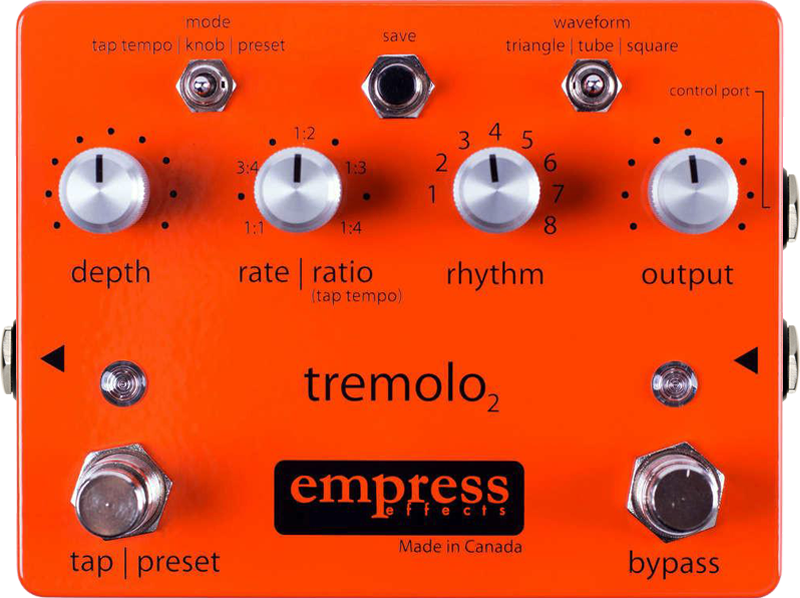 mode
tap tempo | knob | preset
save
waveform
triangle | tube | square
control port
1:1
3:4
1:2
1:3
1:4
1
2
3
4
5
6
7
8
depth
rate | ratio
(tap tempo)
rhythm
output
tremolo2
empress
effects
Made in Canada
tap | preset
bypass